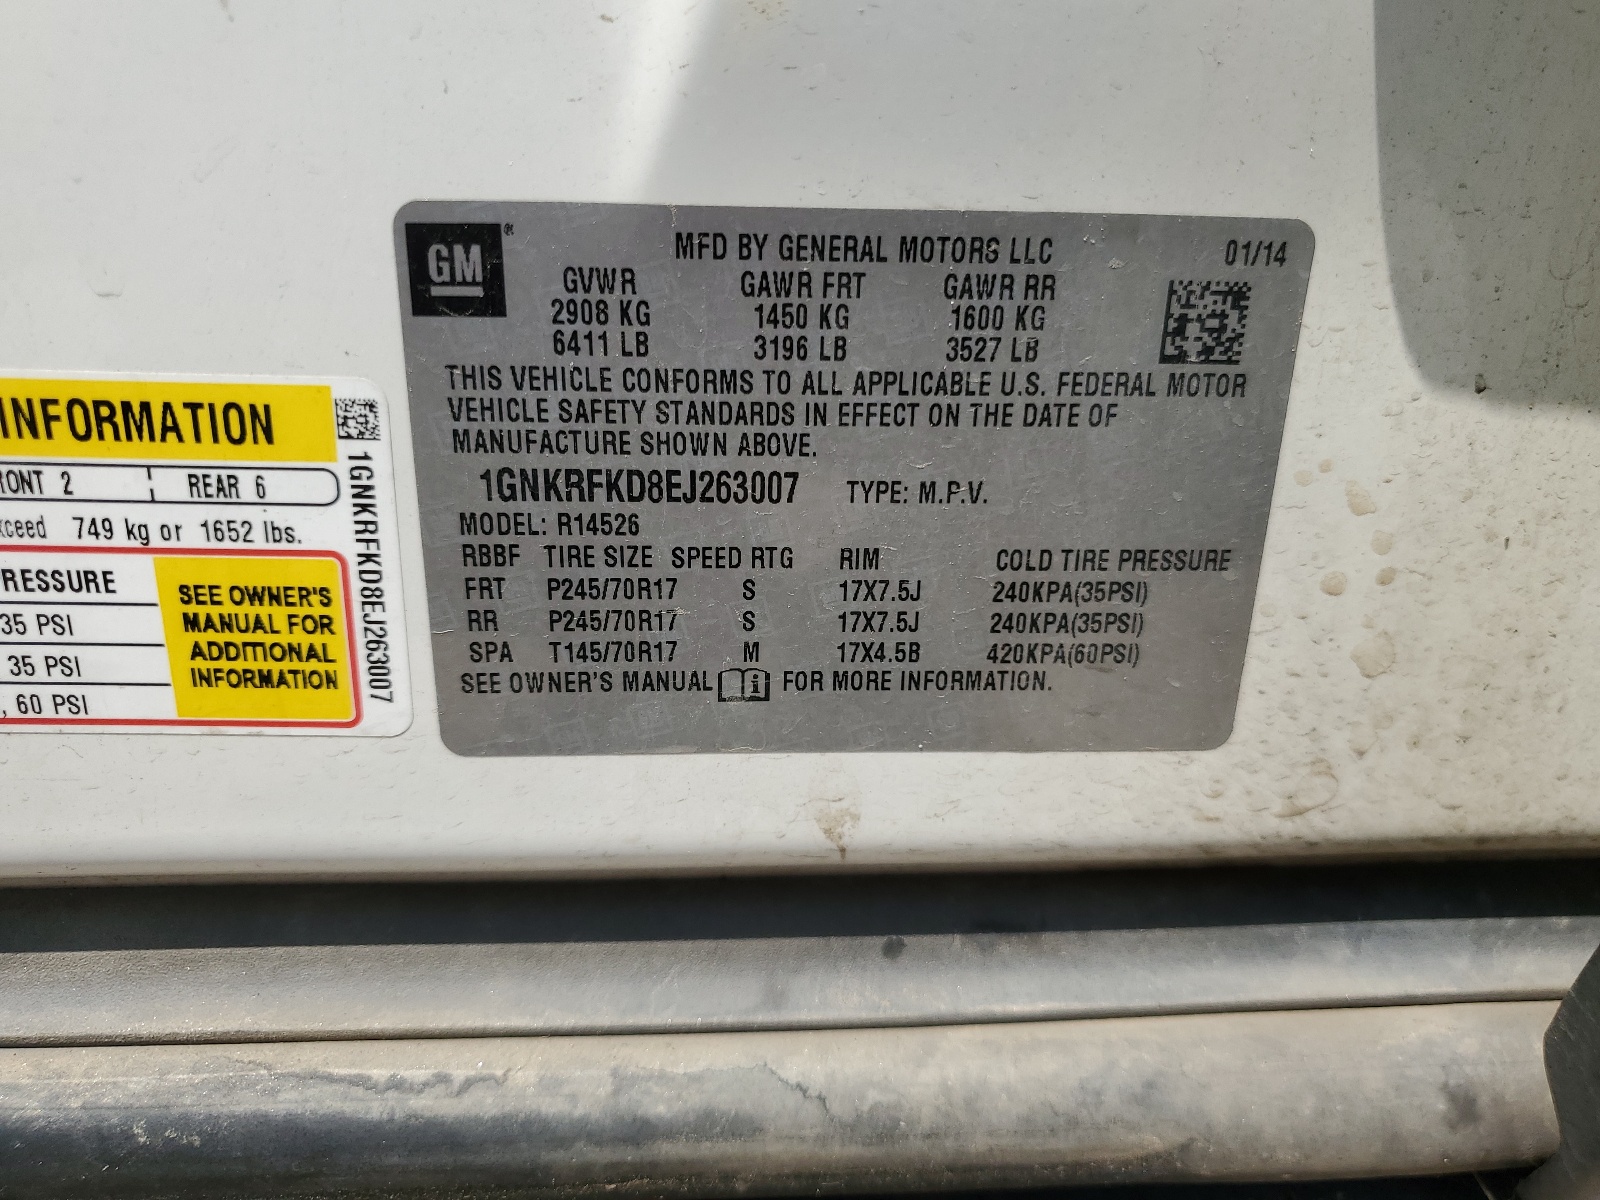 GM®
MFD BY GENERAL MOTORS LLC 01/14
GVWR GAWR FRT GAWR RR
2908 KG 1450 KG 1600 KG
6411 LB 3196 LB 3527 LB
THIS VEHICLE CONFORMS TO ALL APPLICABLE U.S. FEDERAL MOTOR
VEHICLE SAFETY STANDARDS IN EFFECT ON THE DATE OF
MANUFACTURE SHOWN ABOVE.
1GNKRFKD8EJ263007 TYPE: M.P.V.
MODEL: R14526
RBBF TIRE SIZE SPEED RTG RIM COLD TIRE PRESSURE
FRT P245/70R17 S 17X7.5J 240KPA(35PSI)
RR P245/70R17 S 17X7.5J 240KPA(35PSI)
SPA T145/70R17 M 17X4.5B 420KPA(60PSI)
SEE OWNER'S MANUAL i FOR MORE INFORMATION.
INFORMATION
RONT 2 REAR 6
xceed 749 kg or 1652 lbs.
RESSURE
35 PSI
35 PSI
, 60 PSI
SEE OWNER'S
MANUAL FOR
ADDITIONAL
INFORMATION
1GNKRFKD8EJ263007